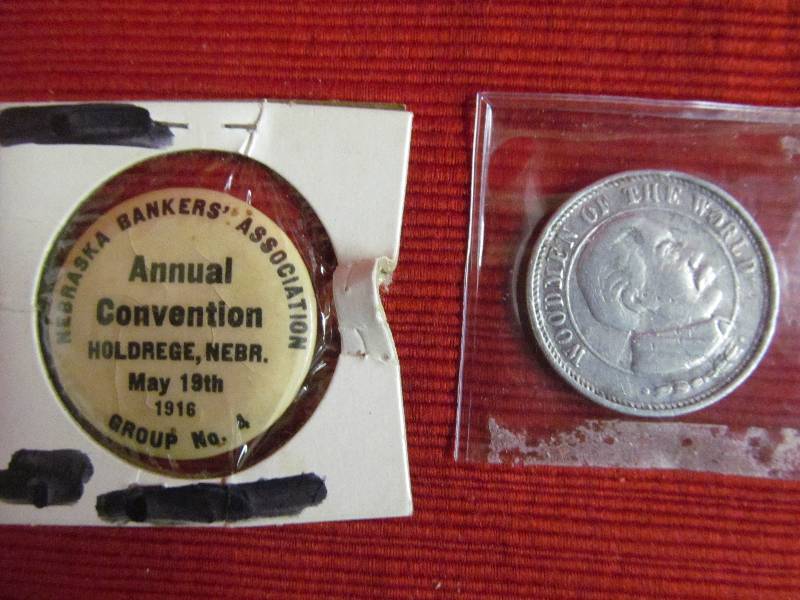 NEBRASKA BANKERS' ASSOCIATION
Annual
Convention
HOLDREGE, NEBR.
May 19th
1916
GROUP No. 4
WOODMEN OF THE WORLD